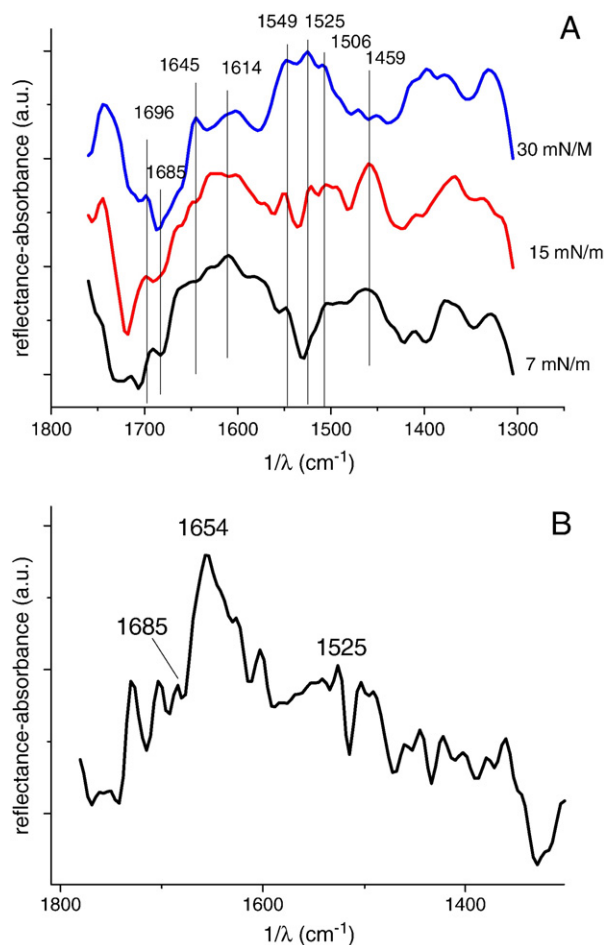 A
1549 1525
1506
1645 1614 1459
1696
1685
30 mN/M
15 mN/m
7 mN/m
reflectance-absorbance (a.u.)
1800 1700 1600 1500 1400 1300
1/λ (cm⁻¹)
B
1654
1685
1525
reflectance-absorbance (a.u.)
1800 1600 1400
1/λ (cm⁻¹)